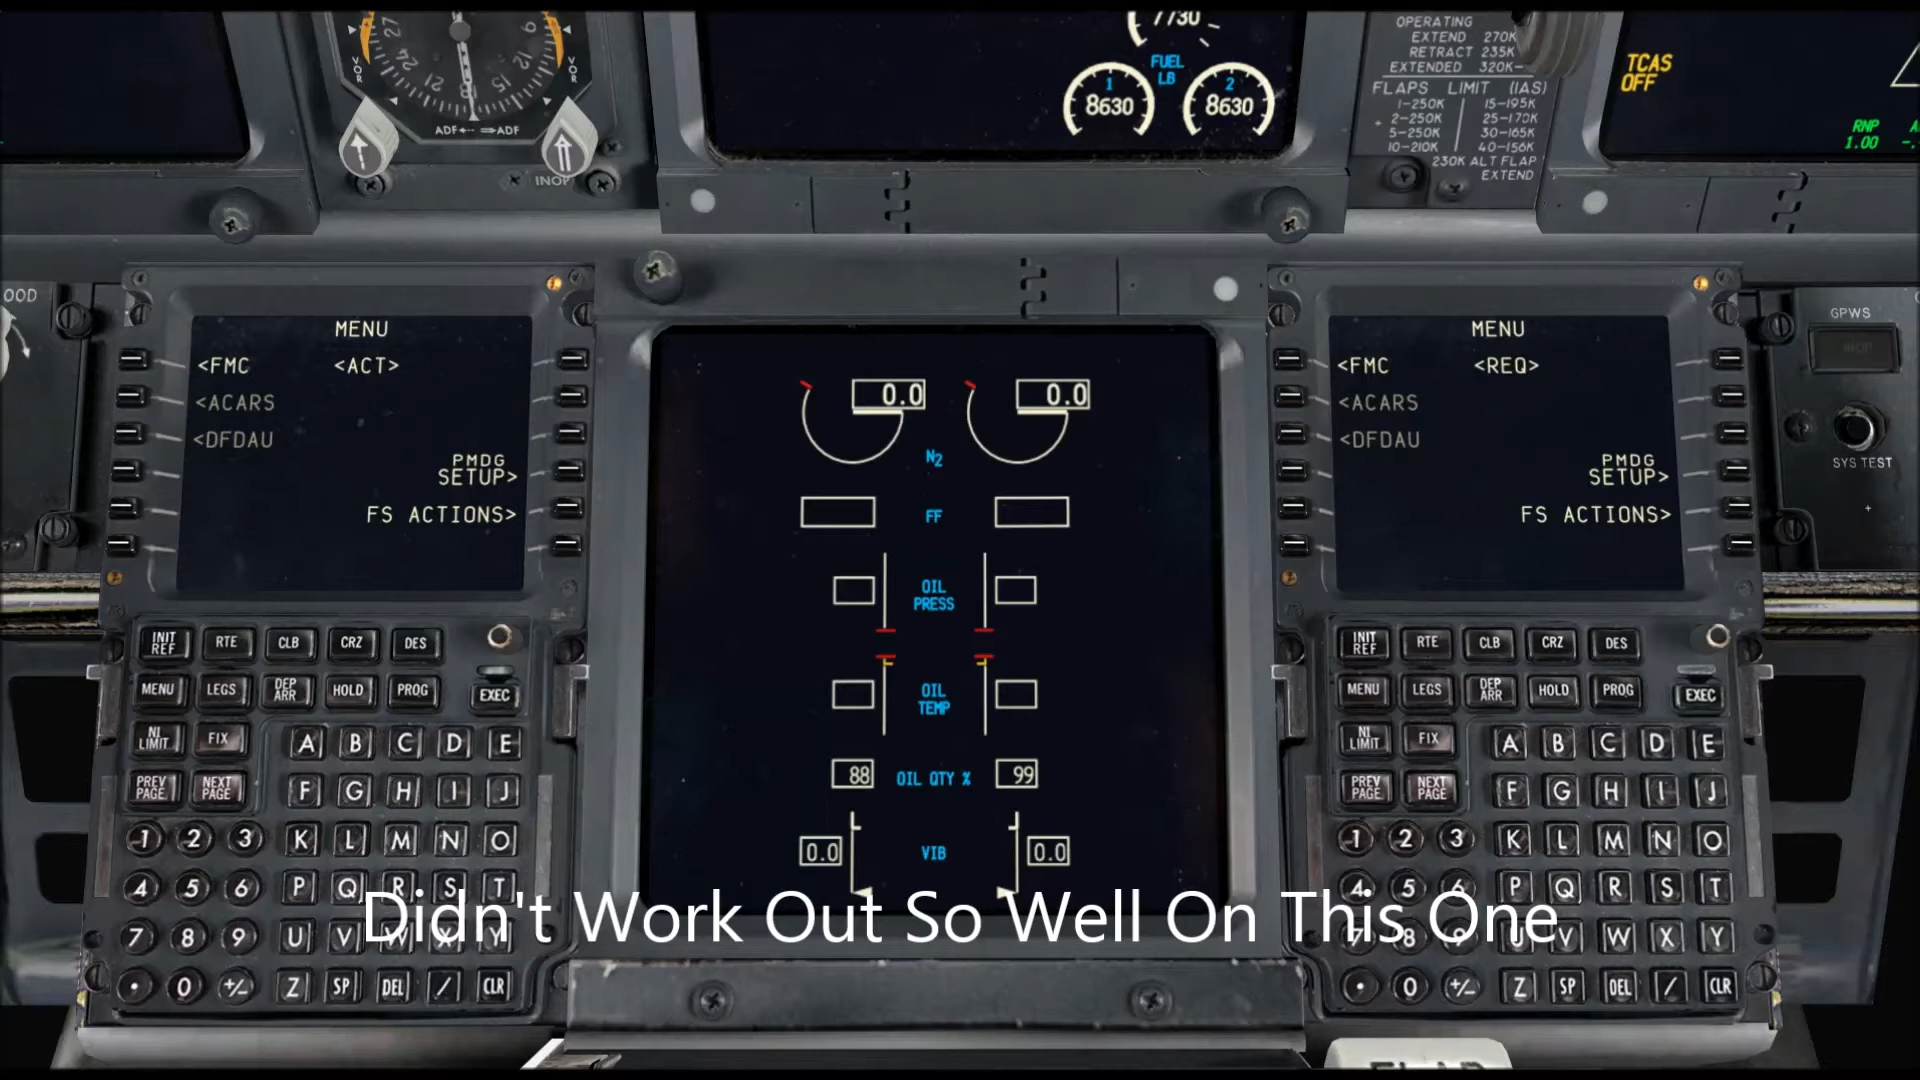 27
24
21
18
15
12
9
VOR
VOR
ADF
ADF
INOP
7730
FUEL
LB
1
8630
2
8630
OPERATING
EXTEND 270K
RETRACT 235K
EXTENDED 320K-
FLAPS LIMIT (IAS)
1-250K 15-195K
2-250K 25-170K
5-250K 30-165K
10-210K 40-156K
230K ALT FLAP
EXTEND
TCAS
OFF
RNP
1.00
OOD
MENU
<FMC <ACT>
<ACARS
<DFDAU
PMDG
SETUP>
FS ACTIONS>
0.0 0.0
N2
FF
OIL
PRESS
OIL
TEMP
88 OIL QTY % 99
0.0 VIB 0.0
MENU
<FMC <REQ>
<ACARS
<DFDAU
PMDG
SETUP>
FS ACTIONS>
GPWS
INOP
SYS TEST
INIT REF RTE CLB CRZ DES
MENU LEGS DEP ARR HOLD PROG EXEC
N1 LIMIT FIX A B C D E
PREV PAGE NEXT PAGE F G H I J
1 2 3 K L M N O
4 5 6 P Q R S T
7 8 9 U V W X Y
. 0 +/- Z SP DEL / CLR
INIT REF RTE CLB CRZ DES
MENU LEGS DEP ARR HOLD PROG EXEC
N1 LIMIT FIX A B C D E
PREV PAGE NEXT PAGE F G H I J
1 2 3 K L M N O
4 5 6 P Q R S T
7 8 9 U V W X Y
. 0 +/- Z SP DEL / CLR
Didn't Work Out So Well On This One